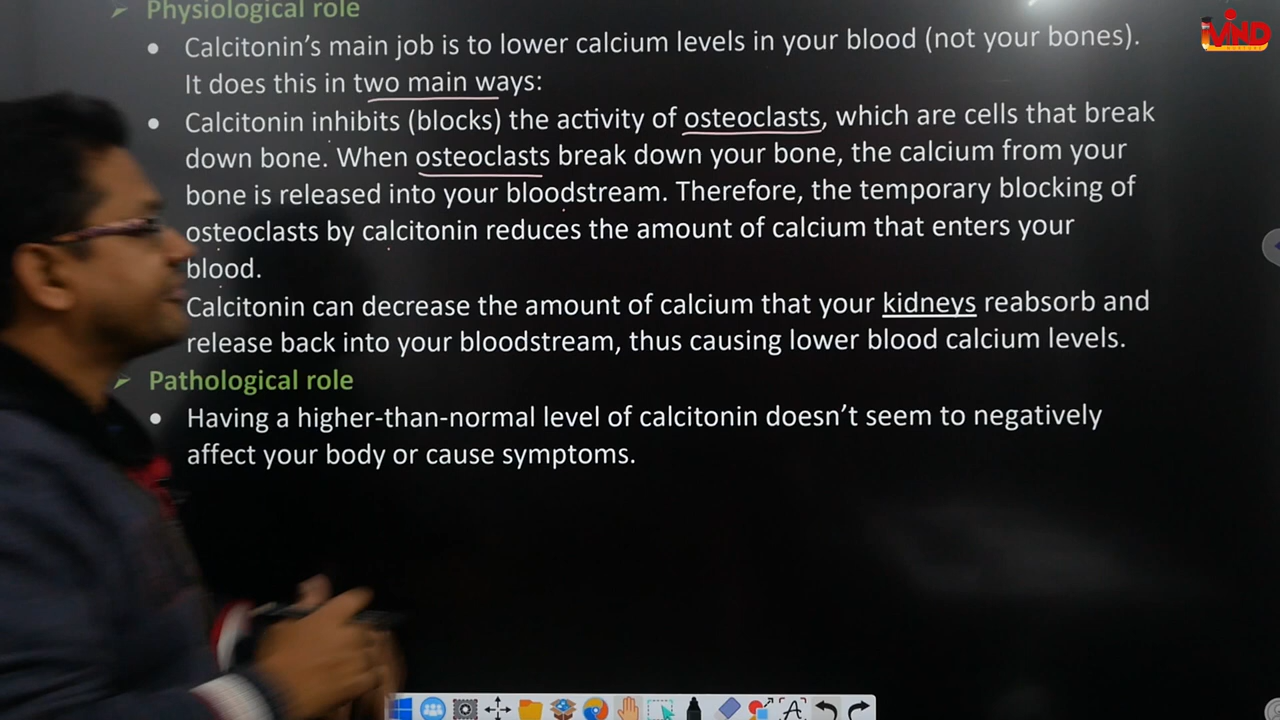 Physiological role
Calcitonin's main job is to lower calcium levels in your blood (not your bones).
It does this in two main ways:
Calcitonin inhibits (blocks) the activity of osteoclasts, which are cells that break
down bone. When osteoclasts break down your bone, the calcium from your
bone is released into your bloodstream. Therefore, the temporary blocking of
osteoclasts by calcitonin reduces the amount of calcium that enters your
blood.
Calcitonin can decrease the amount of calcium that your kidneys reabsorb and
release back into your bloodstream, thus causing lower blood calcium levels.
Pathological role
Having a higher-than-normal level of calcitonin doesn't seem to negatively
affect your body or cause symptoms.